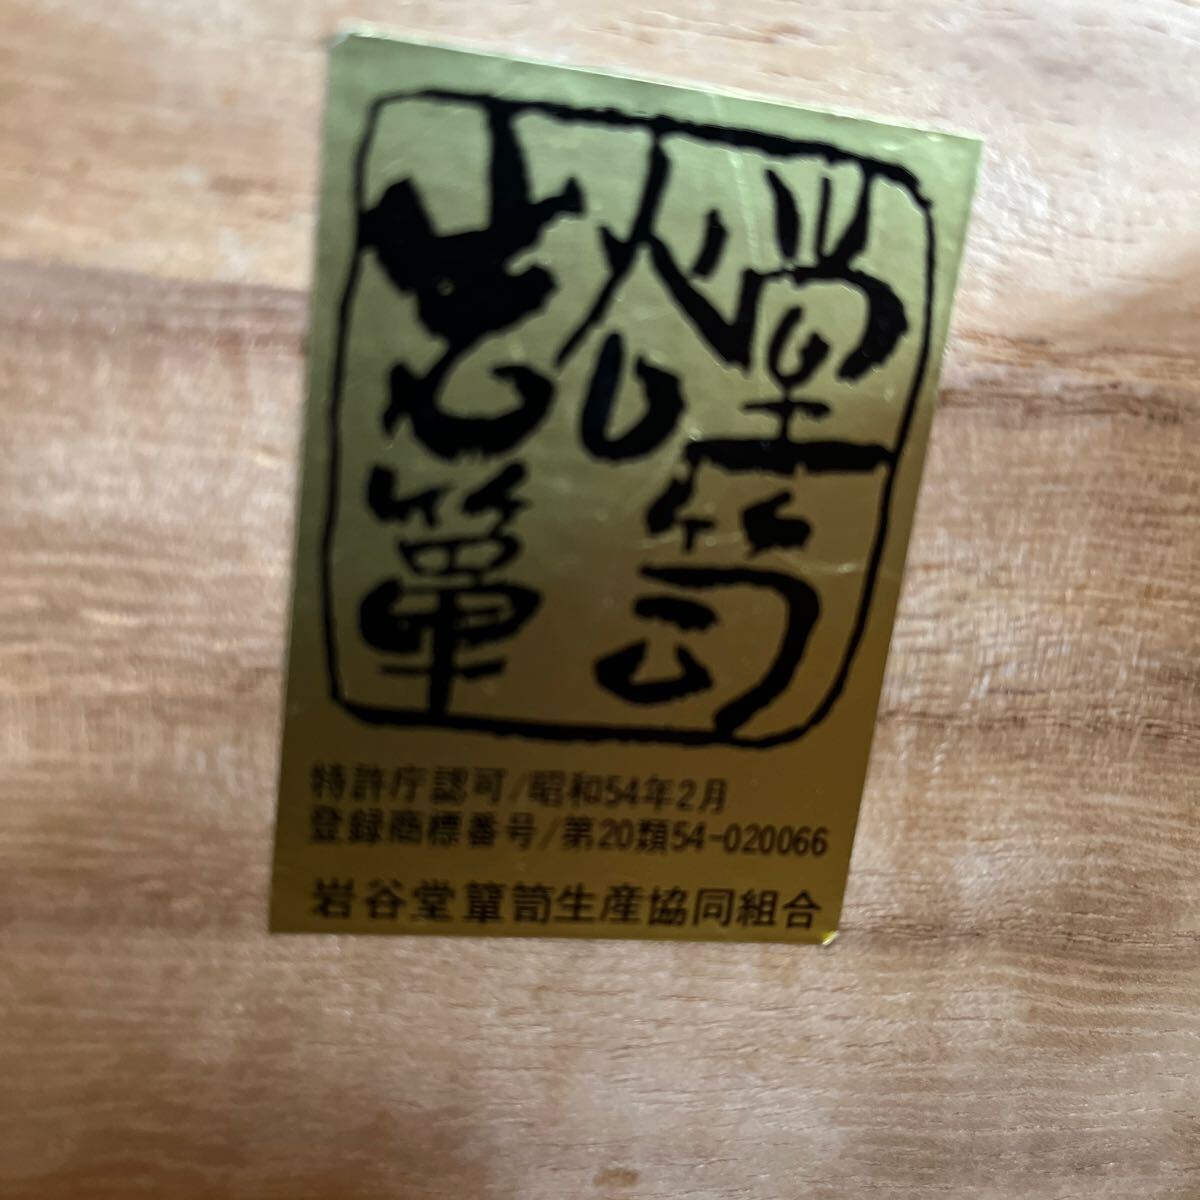 岩谷堂
箪笥
特許庁認可/昭和54年2月
登録商標番号/第20類54-020066
岩谷堂箪笥生産協同組合